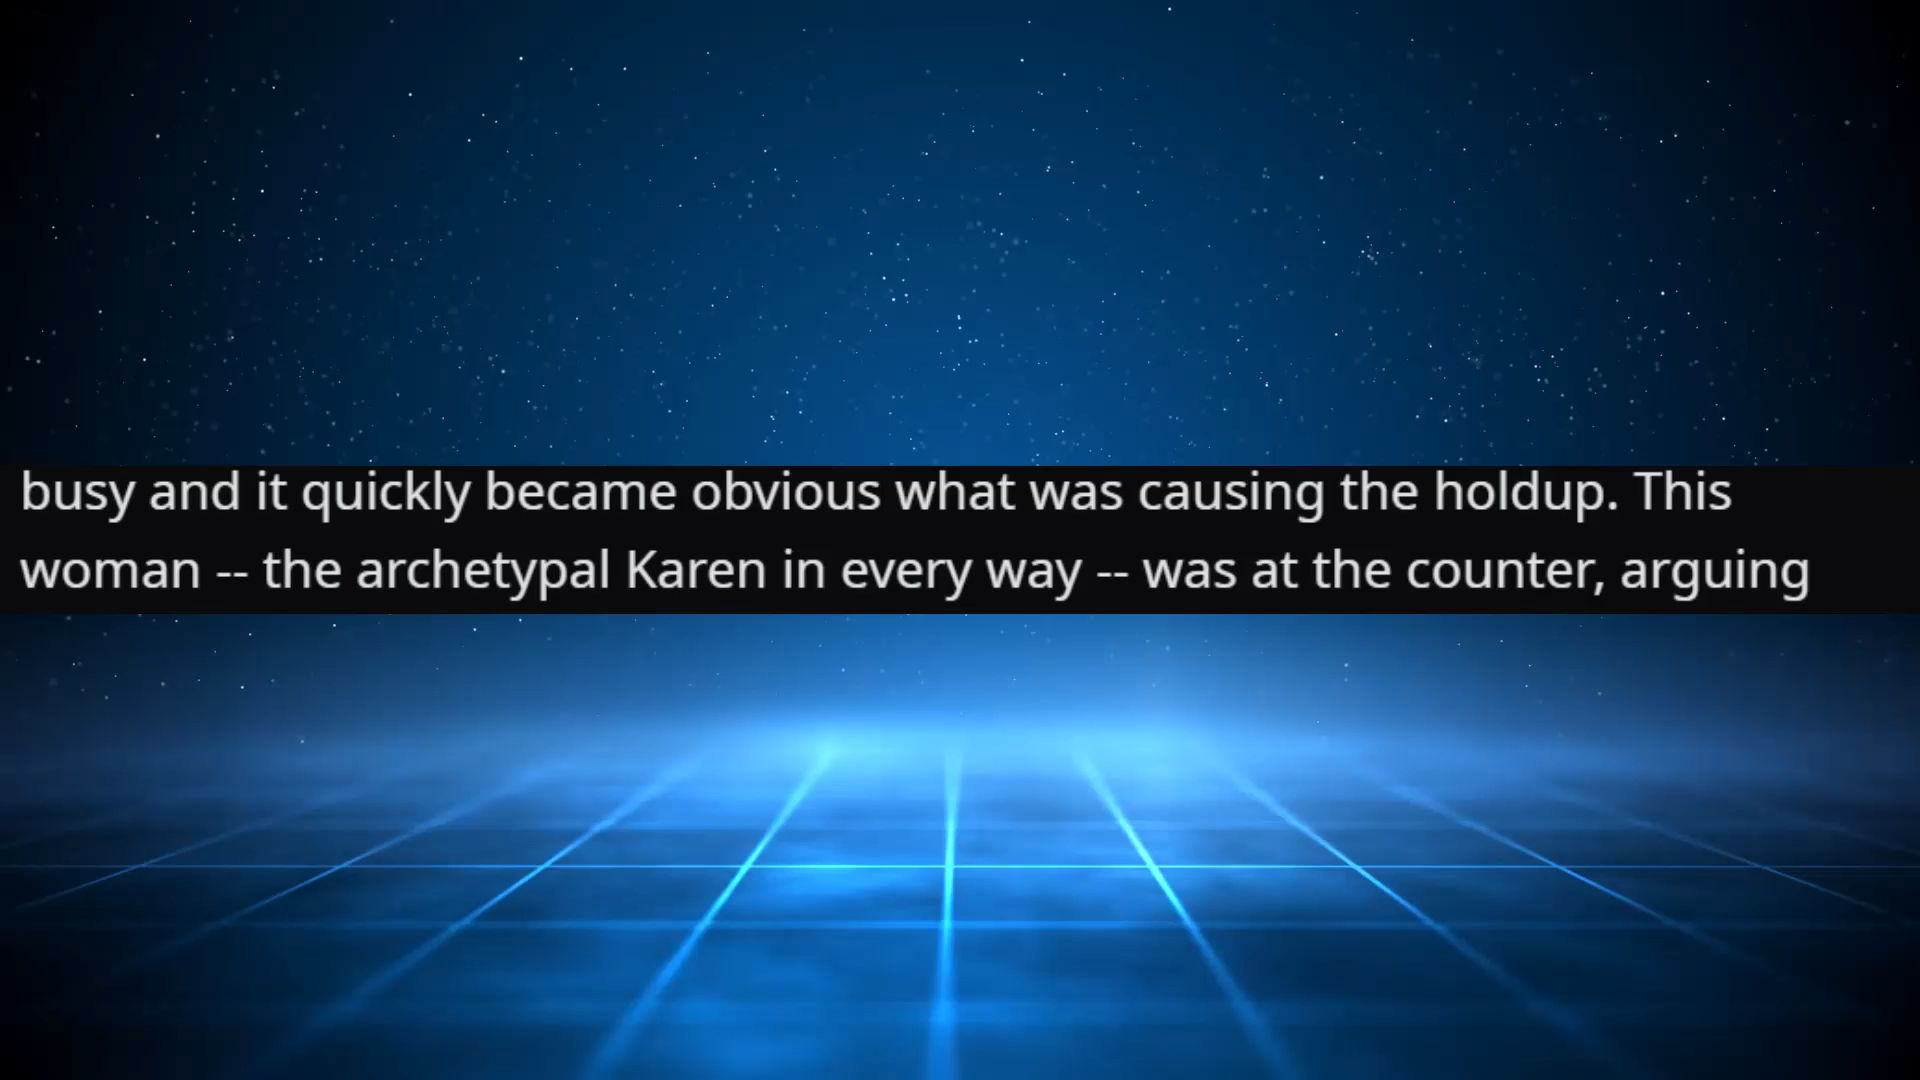 busy and it quickly became obvious what was causing the holdup. This
woman -- the archetypal Karen in every way -- was at the counter, arguing